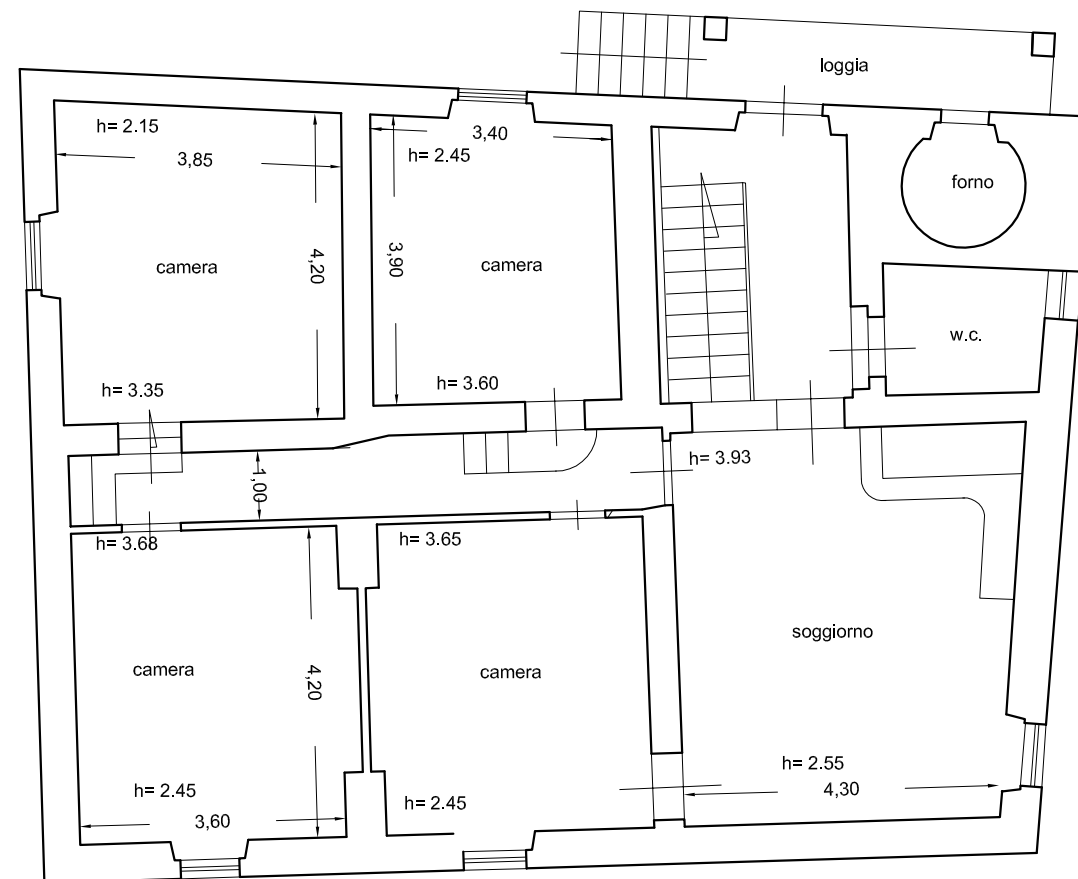 loggia
h= 2.15
3,85
3,40
h= 2.45
forno
camera
4,20
3,90
camera
w.c.
h= 3.35
h= 3.60
h= 3.93
1,00
h= 3.68
h= 3.65
soggiorno
camera
4,20
camera
h= 2.55
h= 2.45
4,30
h= 2.45
3,60